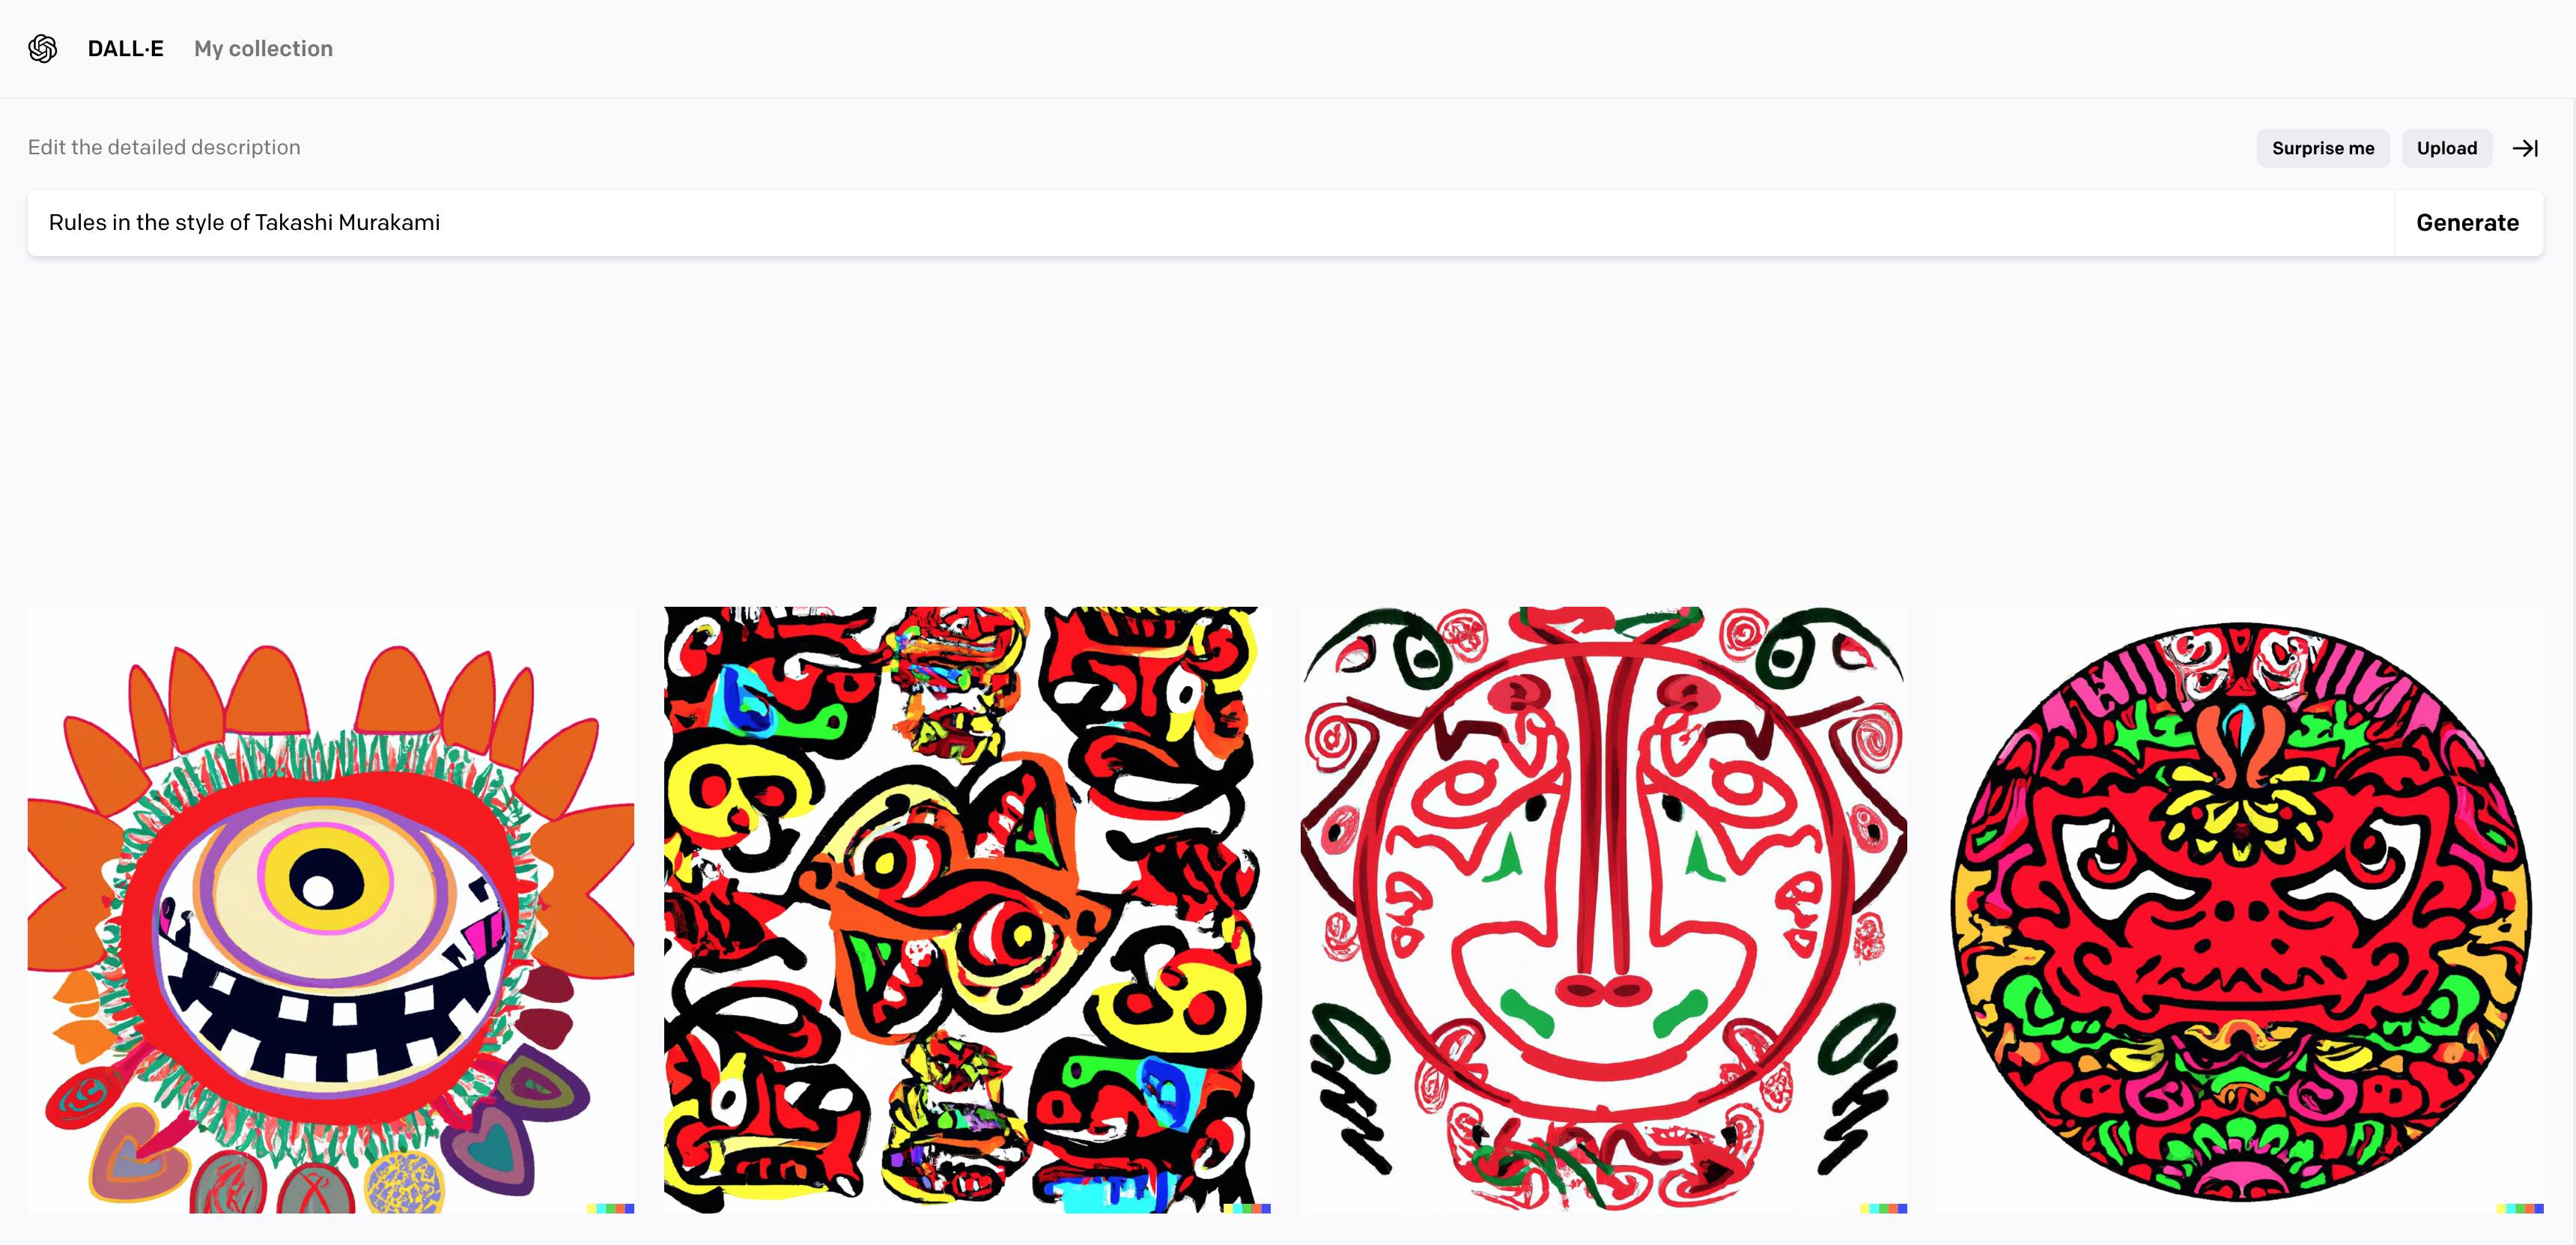 DALL·E My collection
Edit the detailed description
Surprise me Upload
Rules in the style of Takashi Murakami
Generate